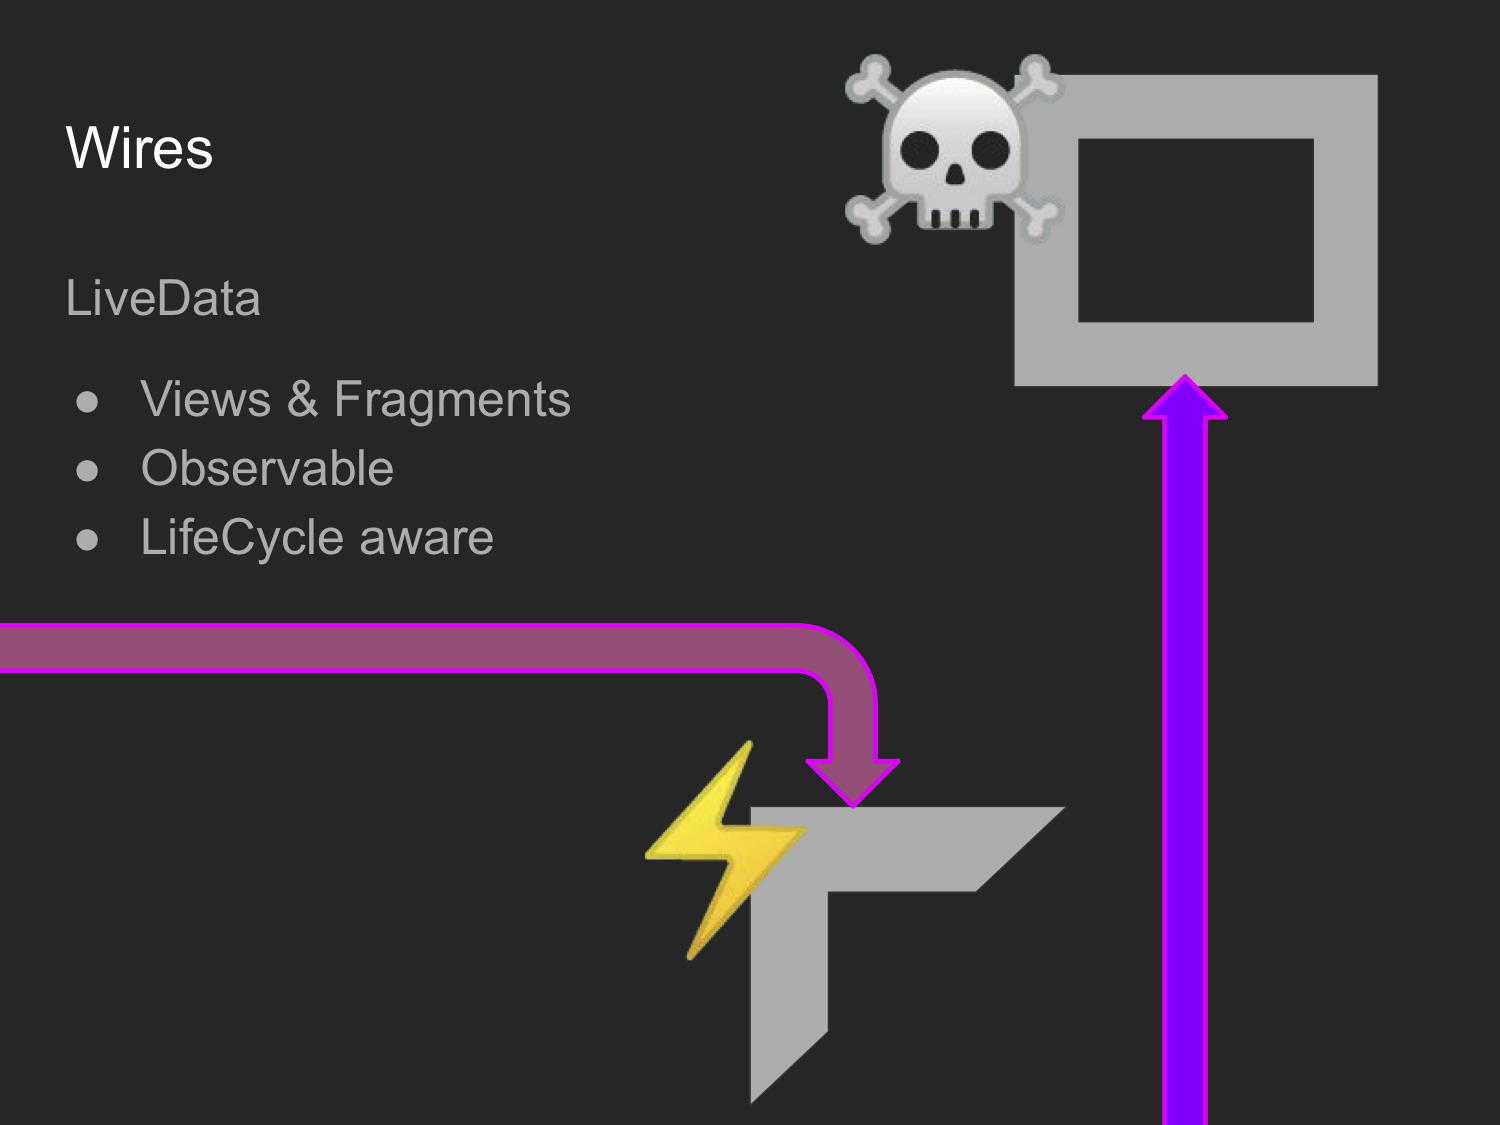 Wires
LiveData
● Views & Fragments
● Observable
● LifeCycle aware